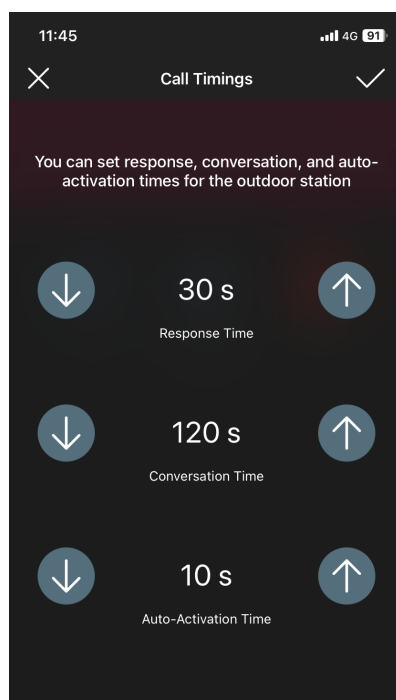 11:45 4G 91
Call Timings
You can set response, conversation, and auto-
activation times for the outdoor station
30 s
Response Time
120 s
Conversation Time
10 s
Auto-Activation Time